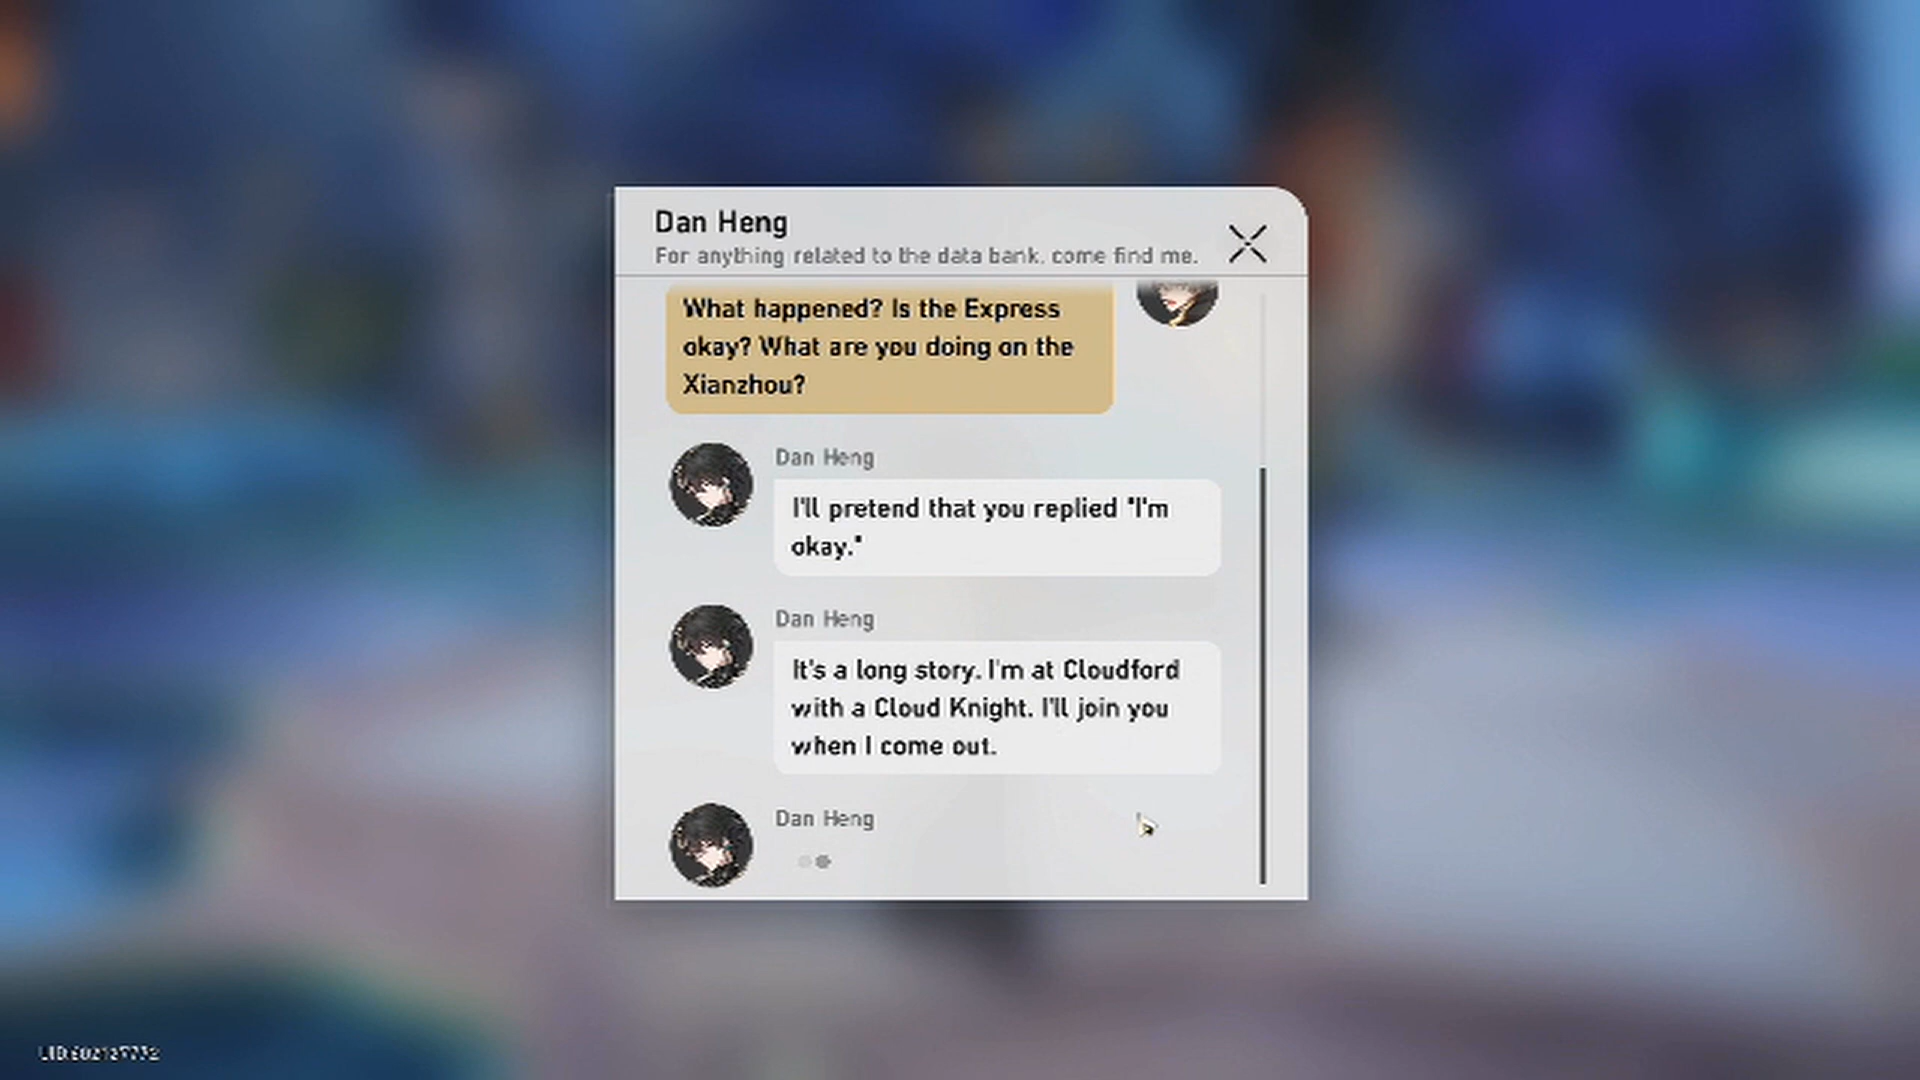 Dan Heng
For anything related to the data bank, come find me.
What happened? Is the Express
okay? What are you doing on the
Xianzhou?
Dan Heng
I'll pretend that you replied "I'm
okay."
Dan Heng
It's a long story. I'm at Cloudford
with a Cloud Knight. I'll join you
when I come out.
Dan Heng